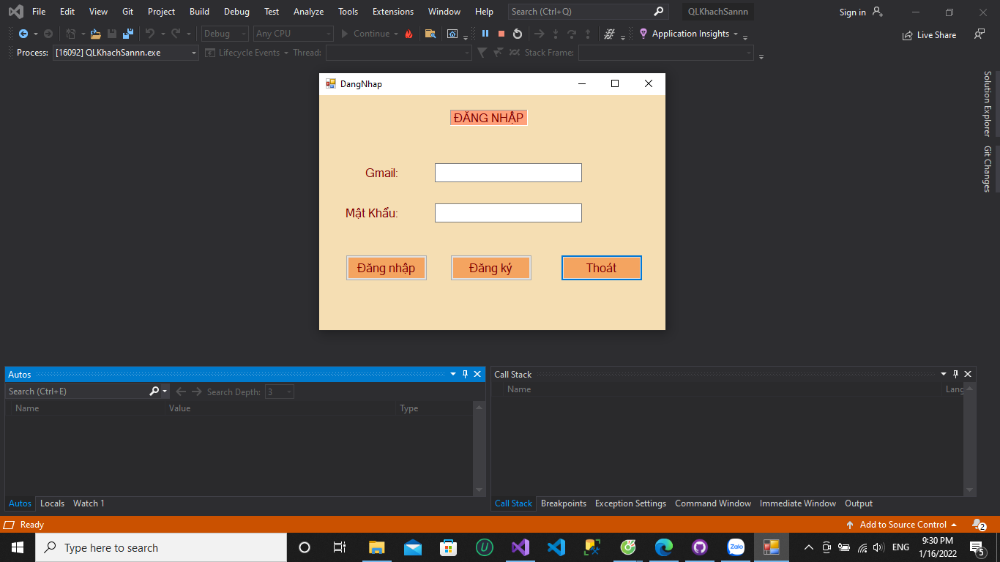 File Edit View Git Project Build Debug Test Analyze Tools Extensions Window Help Search (Ctrl+Q) QLKhachSannn Sign in
Debug Any CPU Continue Application Insights Live Share
Process: [16092] QLKhachSannn.exe Lifecycle Events Thread: Stack Frame:
Solution Explorer
Git Changes
DangNhap
ĐĂNG NHẬP
Gmail:
Mật Khẩu:
Đăng nhập Đăng ký Thoát
Autos
Search (Ctrl+E) Search Depth: 3
Name Value Type
Autos Locals Watch 1
Call Stack
Name Lang
Call Stack Breakpoints Exception Settings Command Window Immediate Window Output
Ready Add to Source Control 2
Type here to search Zalo ENG 9:30 PM
1/16/2022 5